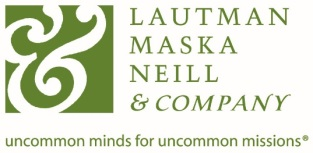 &
LAUTMAN
MASKA
NEILL
& COMPANY
uncommon minds for uncommon missions®